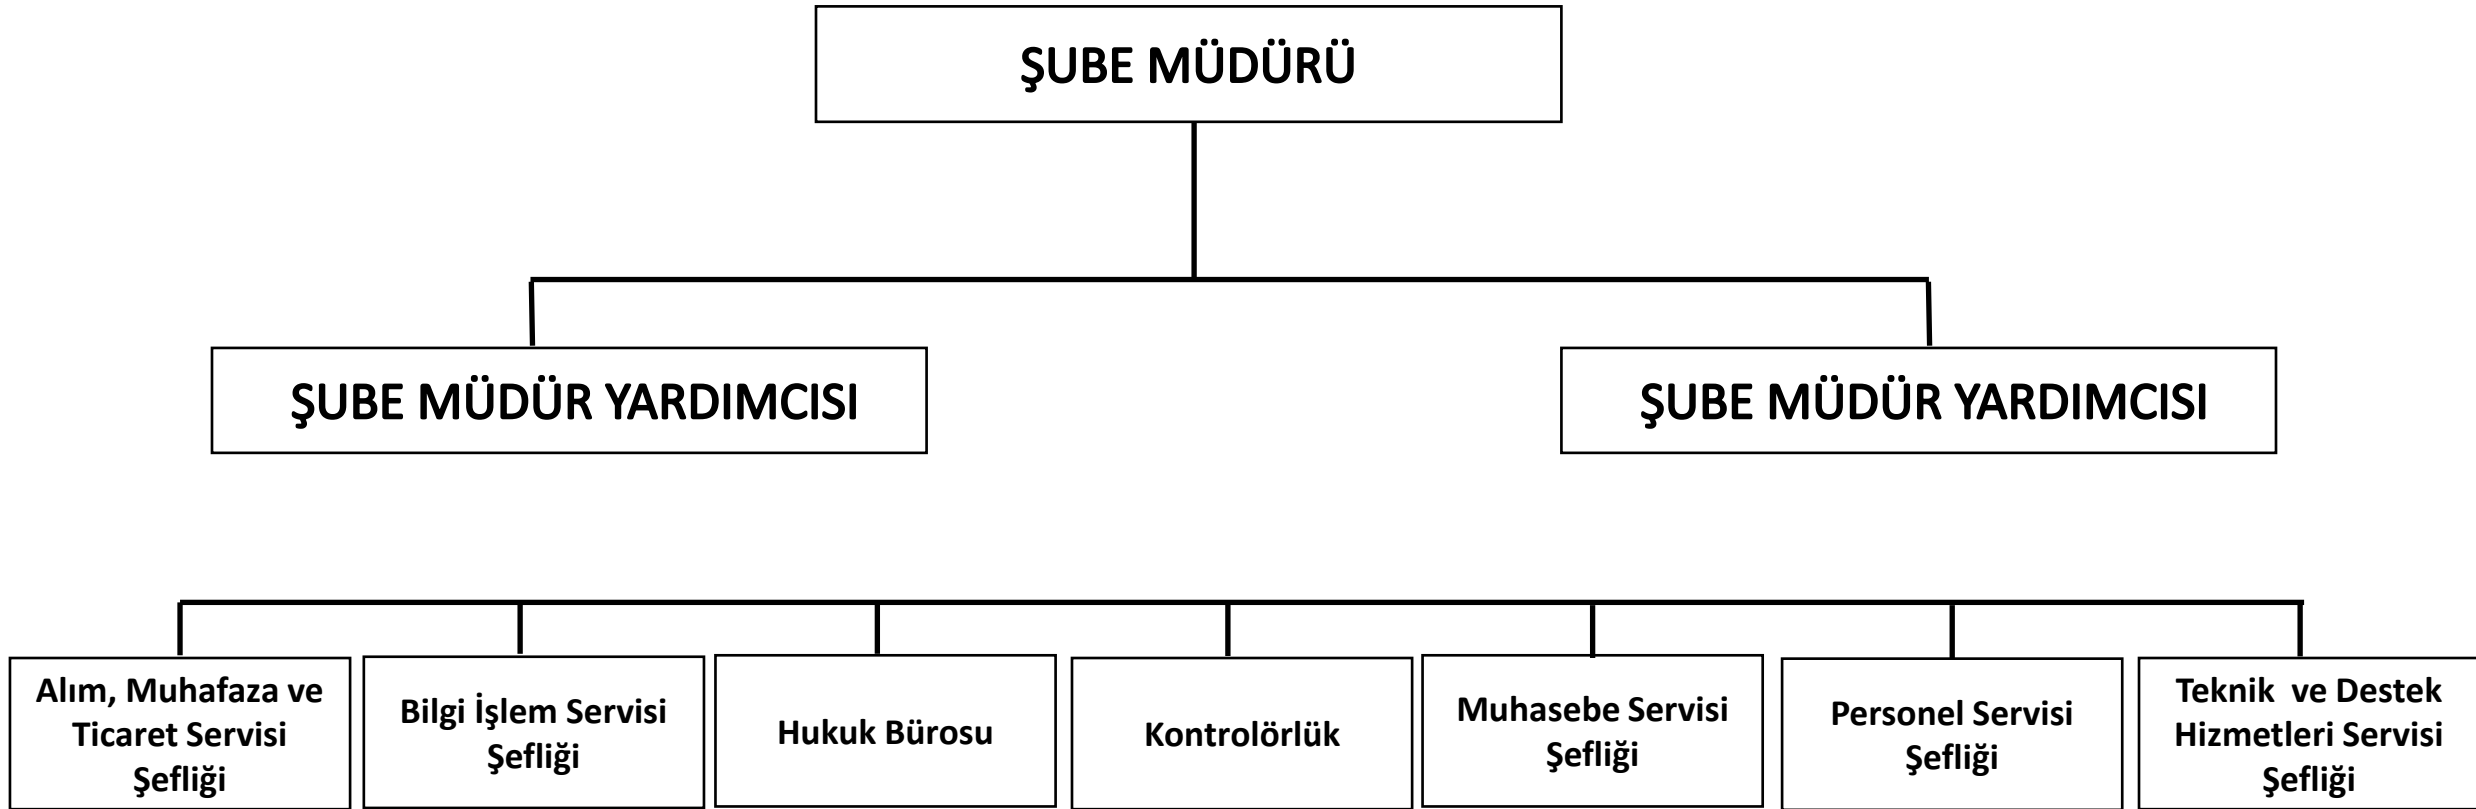 ŞUBE MÜDÜRÜ
ŞUBE MÜDÜR YARDIMCISI
ŞUBE MÜDÜR YARDIMCISI
Alım, Muhafaza ve
Ticaret Servisi
Şefliği
Bilgi İşlem Servisi
Şefliği
Hukuk Bürosu
Kontrolörlük
Muhasebe Servisi
Şefliği
Personel Servisi
Şefliği
Teknik ve Destek
Hizmetleri Servisi
Şefliği